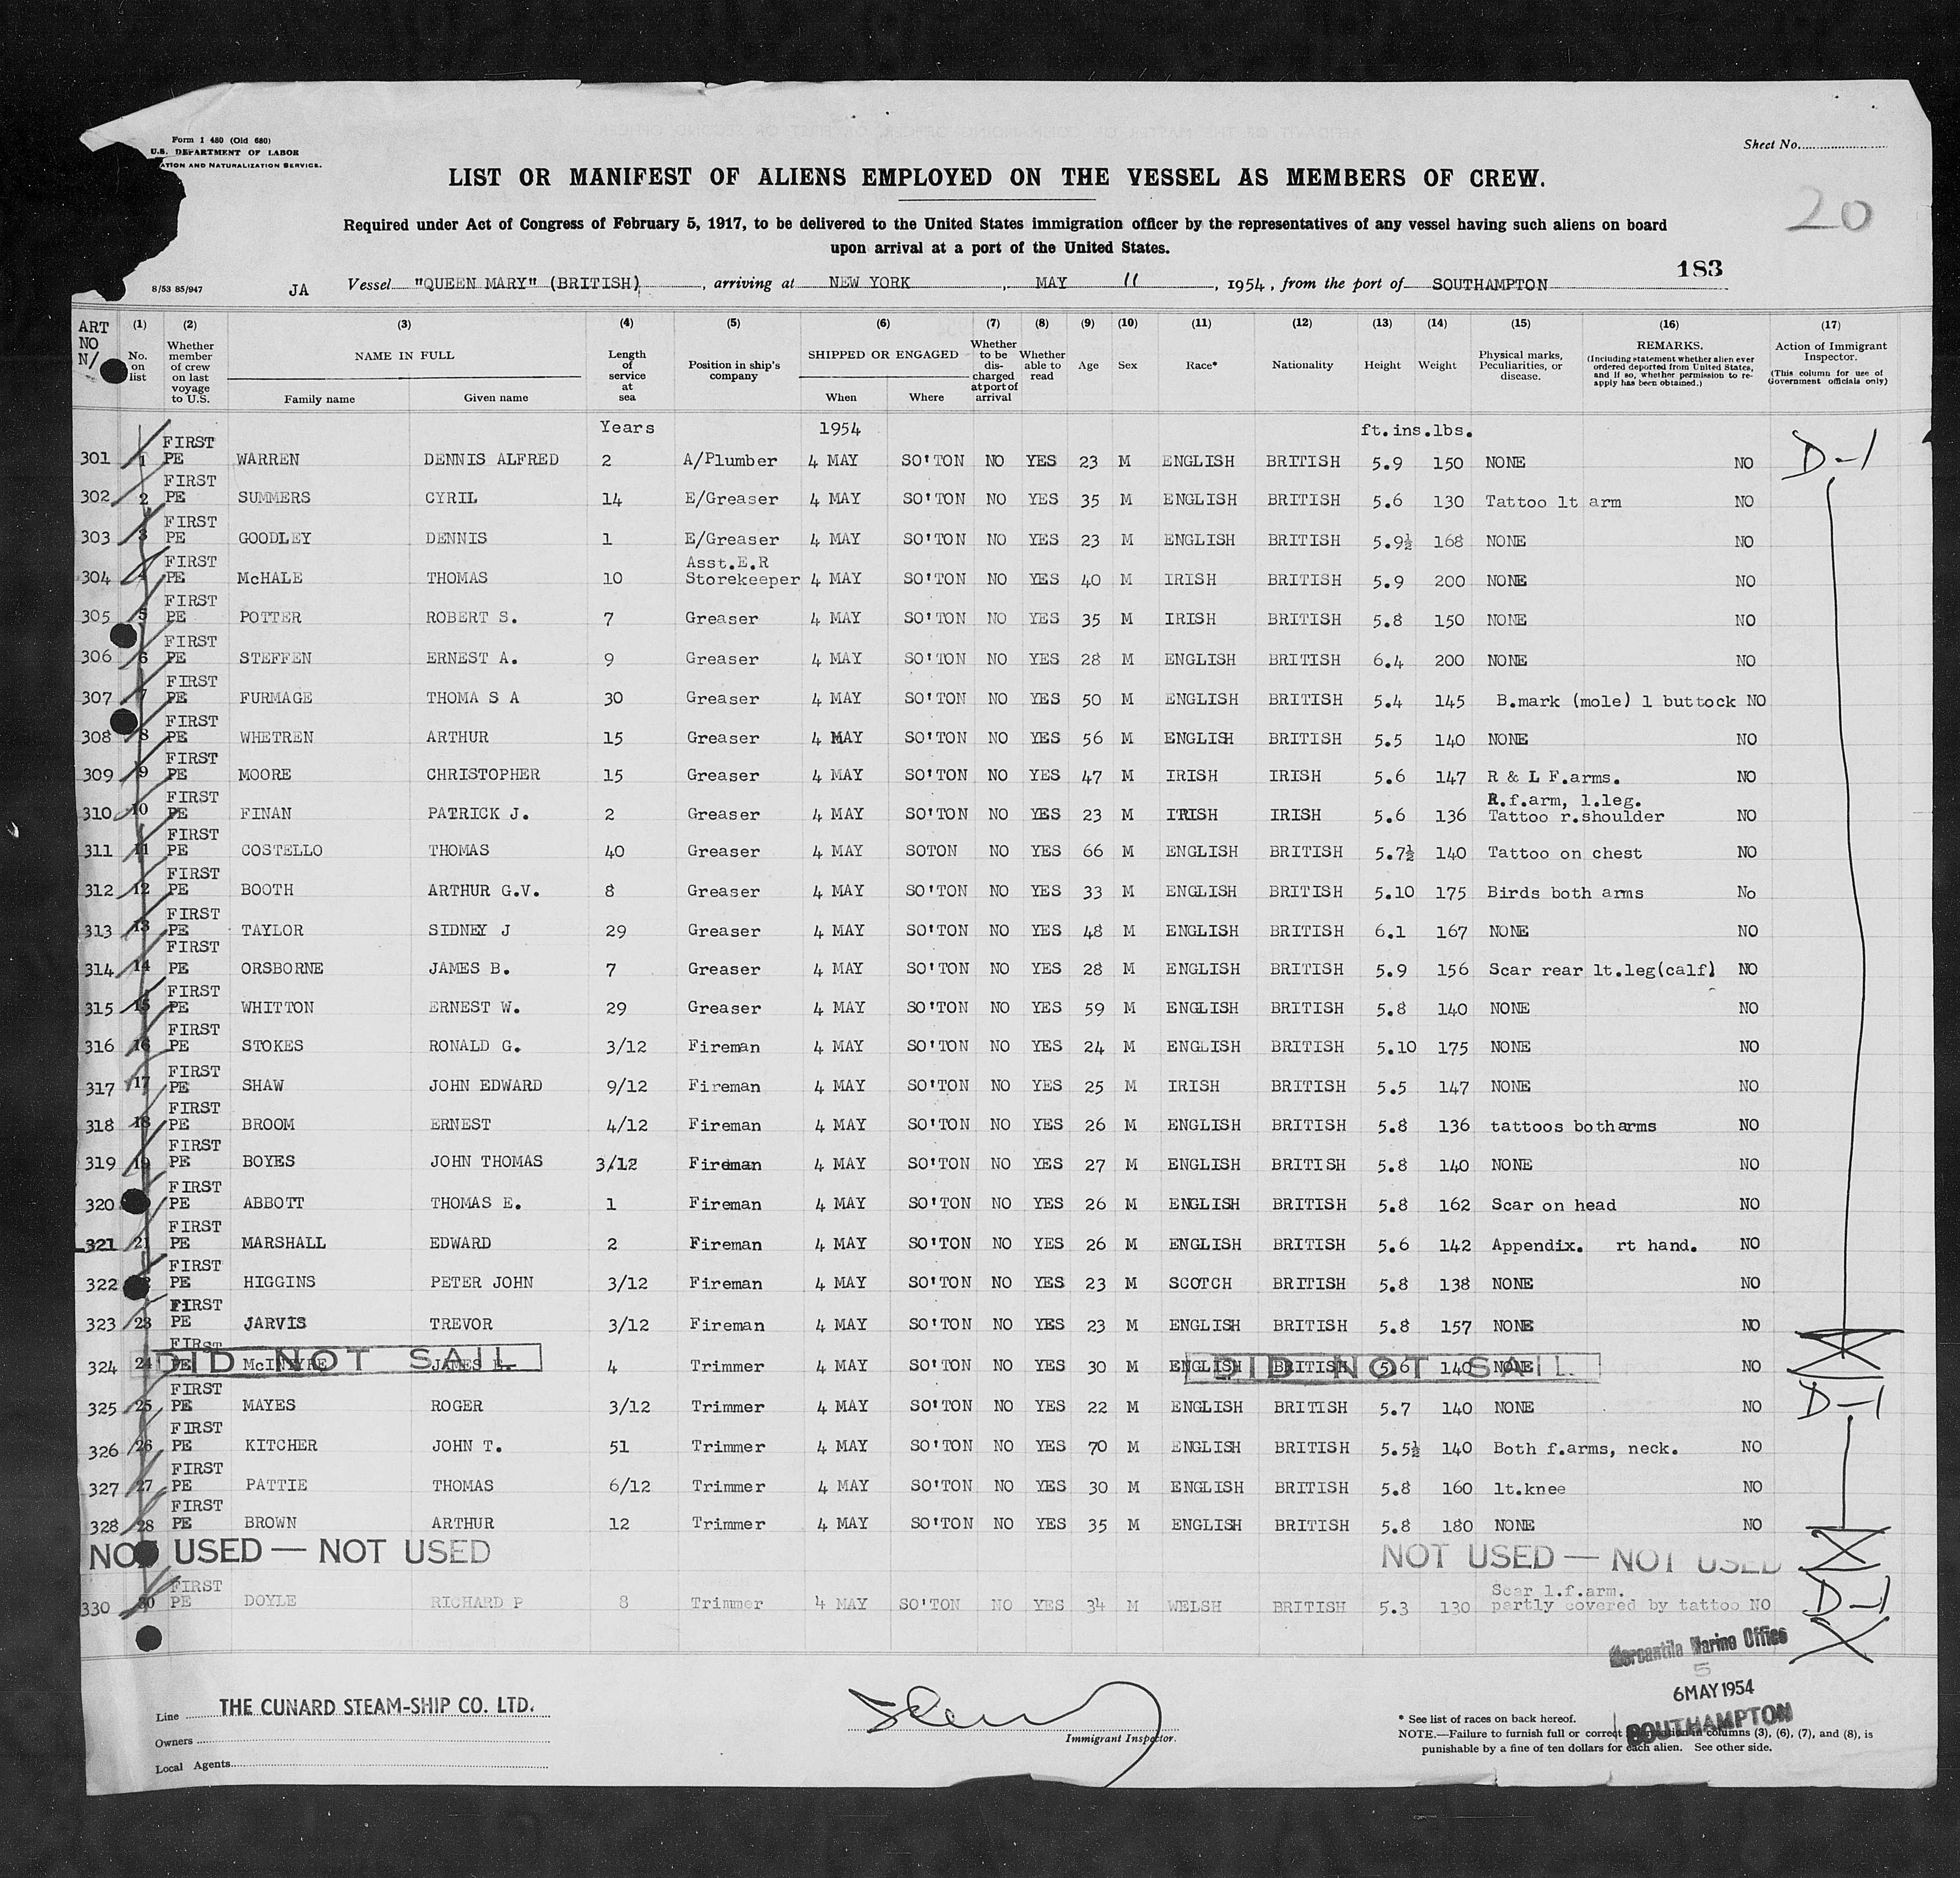 Form I 480 (Old 680)
U.S. DEPARTMENT OF LABOR
ATION AND NATURALIZATION SERVICE.
Sheet No.
LIST OR MANIFEST OF ALIENS EMPLOYED ON THE VESSEL AS MEMBERS OF CREW.
20
Required under Act of Congress of February 5, 1917, to be delivered to the United States immigration officer by the representatives of any vessel having such aliens on board
upon arrival at a port of the United States.
183
8/53 85/947 JA Vessel "QUEEN MARY" (BRITISH), arriving at NEW YORK, MAY 11, 1954, from the port of SOUTHAMPTON
ART NO N/ (1) No. on list (2) Whether member of crew on last voyage to U.S. (3) NAME IN FULL Family name Given name (4) Length of service at sea (5) Position in ship's company (6) SHIPPED OR ENGAGED When Where (7) Whether to be discharged at port of arrival (8) Whether able to read (9) Age (10) Sex (11) Race* (12) Nationality (13) Height (14) Weight (15) Physical marks, Peculiarities, or disease. (16) REMARKS. (Including statement whether alien ever ordered deported from United States, and if so, whether permission to re-apply has been obtained.) (17) Action of Immigrant Inspector. (This column for use of Government officials only)
Years 1954 ft.ins.lbs.
301 1 FIRST PE WARREN DENNIS ALFRED 2 A/Plumber 4 MAY SO'TON NO YES 23 M ENGLISH BRITISH 5.9 150 NONE NO D-1
302 2 FIRST PE SUMMERS CYRIL 14 E/Greaser 4 MAY SO'TON NO YES 35 M ENGLISH BRITISH 5.6 130 Tattoo lt arm NO
303 3 FIRST PE GOODLEY DENNIS 1 E/Greaser 4 MAY SO'TON NO YES 23 M ENGLISH BRITISH 5.9½ 168 NONE NO
304 4 FIRST PE McHALE THOMAS 10 Asst.E.R Storekeeper 4 MAY SO'TON NO YES 40 M IRISH BRITISH 5.9 200 NONE NO
305 5 FIRST PE POTTER ROBERT S. 7 Greaser 4 MAY SO'TON NO YES 35 M IRISH BRITISH 5.8 150 NONE NO
306 6 FIRST PE STEFFEN ERNEST A. 9 Greaser 4 MAY SO'TON NO YES 28 M ENGLISH BRITISH 6.4 200 NONE NO
307 7 FIRST PE FURMAGE THOMA S A 30 Greaser 4 MAY SO'TON NO YES 50 M ENGLISH BRITISH 5.4 145 B.mark (mole) l buttock NO
308 8 FIRST PE WHETREN ARTHUR 15 Greaser 4 MAY SO'TON NO YES 56 M ENGLISH BRITISH 5.5 140 NONE NO
309 9 FIRST PE MOORE CHRISTOPHER 15 Greaser 4 MAY SO'TON NO YES 47 M IRISH IRISH 5.6 147 R & L F.arms. NO
310 10 FIRST PE FINAN PATRICK J. 2 Greaser 4 MAY SO'TON NO YES 23 M IRISH IRISH 5.6 136 R.f.arm, l.leg. Tattoo r.shoulder NO
311 11 FIRST PE COSTELLO THOMAS 40 Greaser 4 MAY SOTON NO YES 66 M ENGLISH BRITISH 5.7½ 140 Tattoo on chest NO
312 12 FIRST PE BOOTH ARTHUR G.V. 8 Greaser 4 MAY SO'TON NO YES 33 M ENGLISH BRITISH 5.10 175 Birds both arms No
313 13 FIRST PE TAYLOR SIDNEY J 29 Greaser 4 MAY SO'TON NO YES 48 M ENGLISH BRITISH 6.1 167 NONE NO
314 14 FIRST PE ORSBORNE JAMES B. 7 Greaser 4 MAY SO'TON NO YES 28 M ENGLISH BRITISH 5.9 156 Scar rear lt.leg(calf) NO
315 15 FIRST PE WHITTON ERNEST W. 29 Greaser 4 MAY SO'TON NO YES 59 M ENGLISH BRITISH 5.8 140 NONE NO
316 16 FIRST PE STOKES RONALD G. 3/12 Fireman 4 MAY SO'TON NO YES 24 M ENGLISH BRITISH 5.10 175 NONE NO
317 17 FIRST PE SHAW JOHN EDWARD 9/12 Fireman 4 MAY SO'TON NO YES 25 M IRISH BRITISH 5.5 147 NONE NO
318 18 FIRST PE BROOM ERNEST 4/12 Fireman 4 MAY SO'TON NO YES 26 M ENGLISH BRITISH 5.8 136 tattoos botharms NO
319 19 FIRST PE BOYES JOHN THOMAS 3/12 Fireman 4 MAY SO'TON NO YES 27 M ENGLISH BRITISH 5.8 140 NONE NO
320 FIRST PE ABBOTT THOMAS E. 1 Fireman 4 MAY SO'TON NO YES 26 M ENGLISH BRITISH 5.8 162 Scar on head NO
321 21 FIRST PE MARSHALL EDWARD 2 Fireman 4 MAY SO'TON NO YES 26 M ENGLISH BRITISH 5.6 142 Appendix. rt hand. NO
322 FIRST PE HIGGINS PETER JOHN 3/12 Fireman 4 MAY SO'TON NO YES 23 M SCOTCH BRITISH 5.8 138 NONE NO
323 23 FIRST PE JARVIS TREVOR 3/12 Fireman 4 MAY SO'TON NO YES 23 M ENGLISH BRITISH 5.8 157 NONE NO
324 24 FIRST PE McINTYRE JAMES E. 4 Trimmer 4 MAY SO'TON NO YES 30 M ENGLISH BRITISH 5.6 140 NONE NO
DID NOT SAIL DID NOT SAIL.
325 25 FIRST PE MAYES ROGER 3/12 Trimmer 4 MAY SO'TON NO YES 22 M ENGLISH BRITISH 5.7 140 NONE NO D-1
326 26 FIRST PE KITCHER JOHN T. 51 Trimmer 4 MAY SO'TON NO YES 70 M ENGLISH BRITISH 5.5½ 140 Both f.arms, neck. NO
327 27 FIRST PE PATTIE THOMAS 6/12 Trimmer 4 MAY SO'TON NO YES 30 M ENGLISH BRITISH 5.8 160 lt.knee NO
328 28 FIRST PE BROWN ARTHUR 12 Trimmer 4 MAY SO'TON NO YES 35 M ENGLISH BRITISH 5.8 180 NONE NO
NOT USED — NOT USED NOT USED — NOT USED
330 30 FIRST PE DOYLE RICHARD P 8 Trimmer 4 MAY SO'TON NO YES 34 M WELSH BRITISH 5.3 130 Scar l.f.arm. partly covered by tattoo NO D-1
Mercantile Marine Office
5
6 MAY 1954
SOUTHAMPTON
Line THE CUNARD STEAM-SHIP CO. LTD.
Owners
Local Agents
Immigrant Inspector.
* See list of races on back hereof.
NOTE.—Failure to furnish full or correct information in columns (3), (6), (7), and (8), is
punishable by a fine of ten dollars for each alien. See other side.